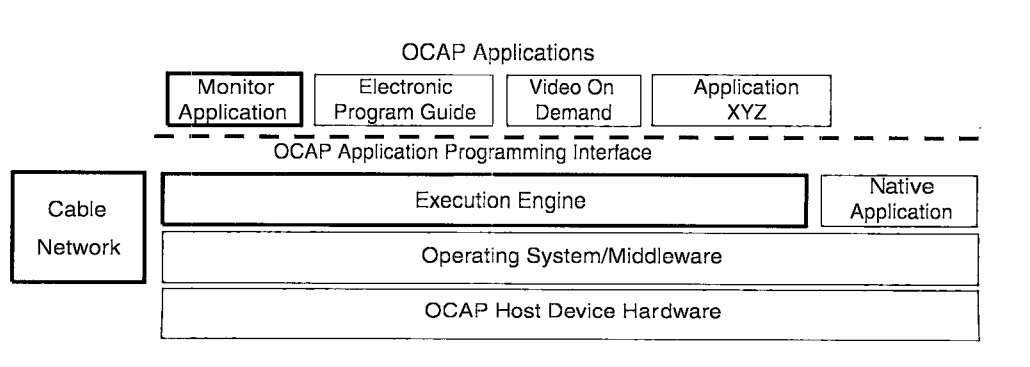 OCAP Applications
Monitor
Application
Electronic
Program Guide
Video On
Demand
Application
XYZ
OCAP Application Programming Interface
Cable
Network
Execution Engine
Native
Application
Operating System/Middleware
OCAP Host Device Hardware